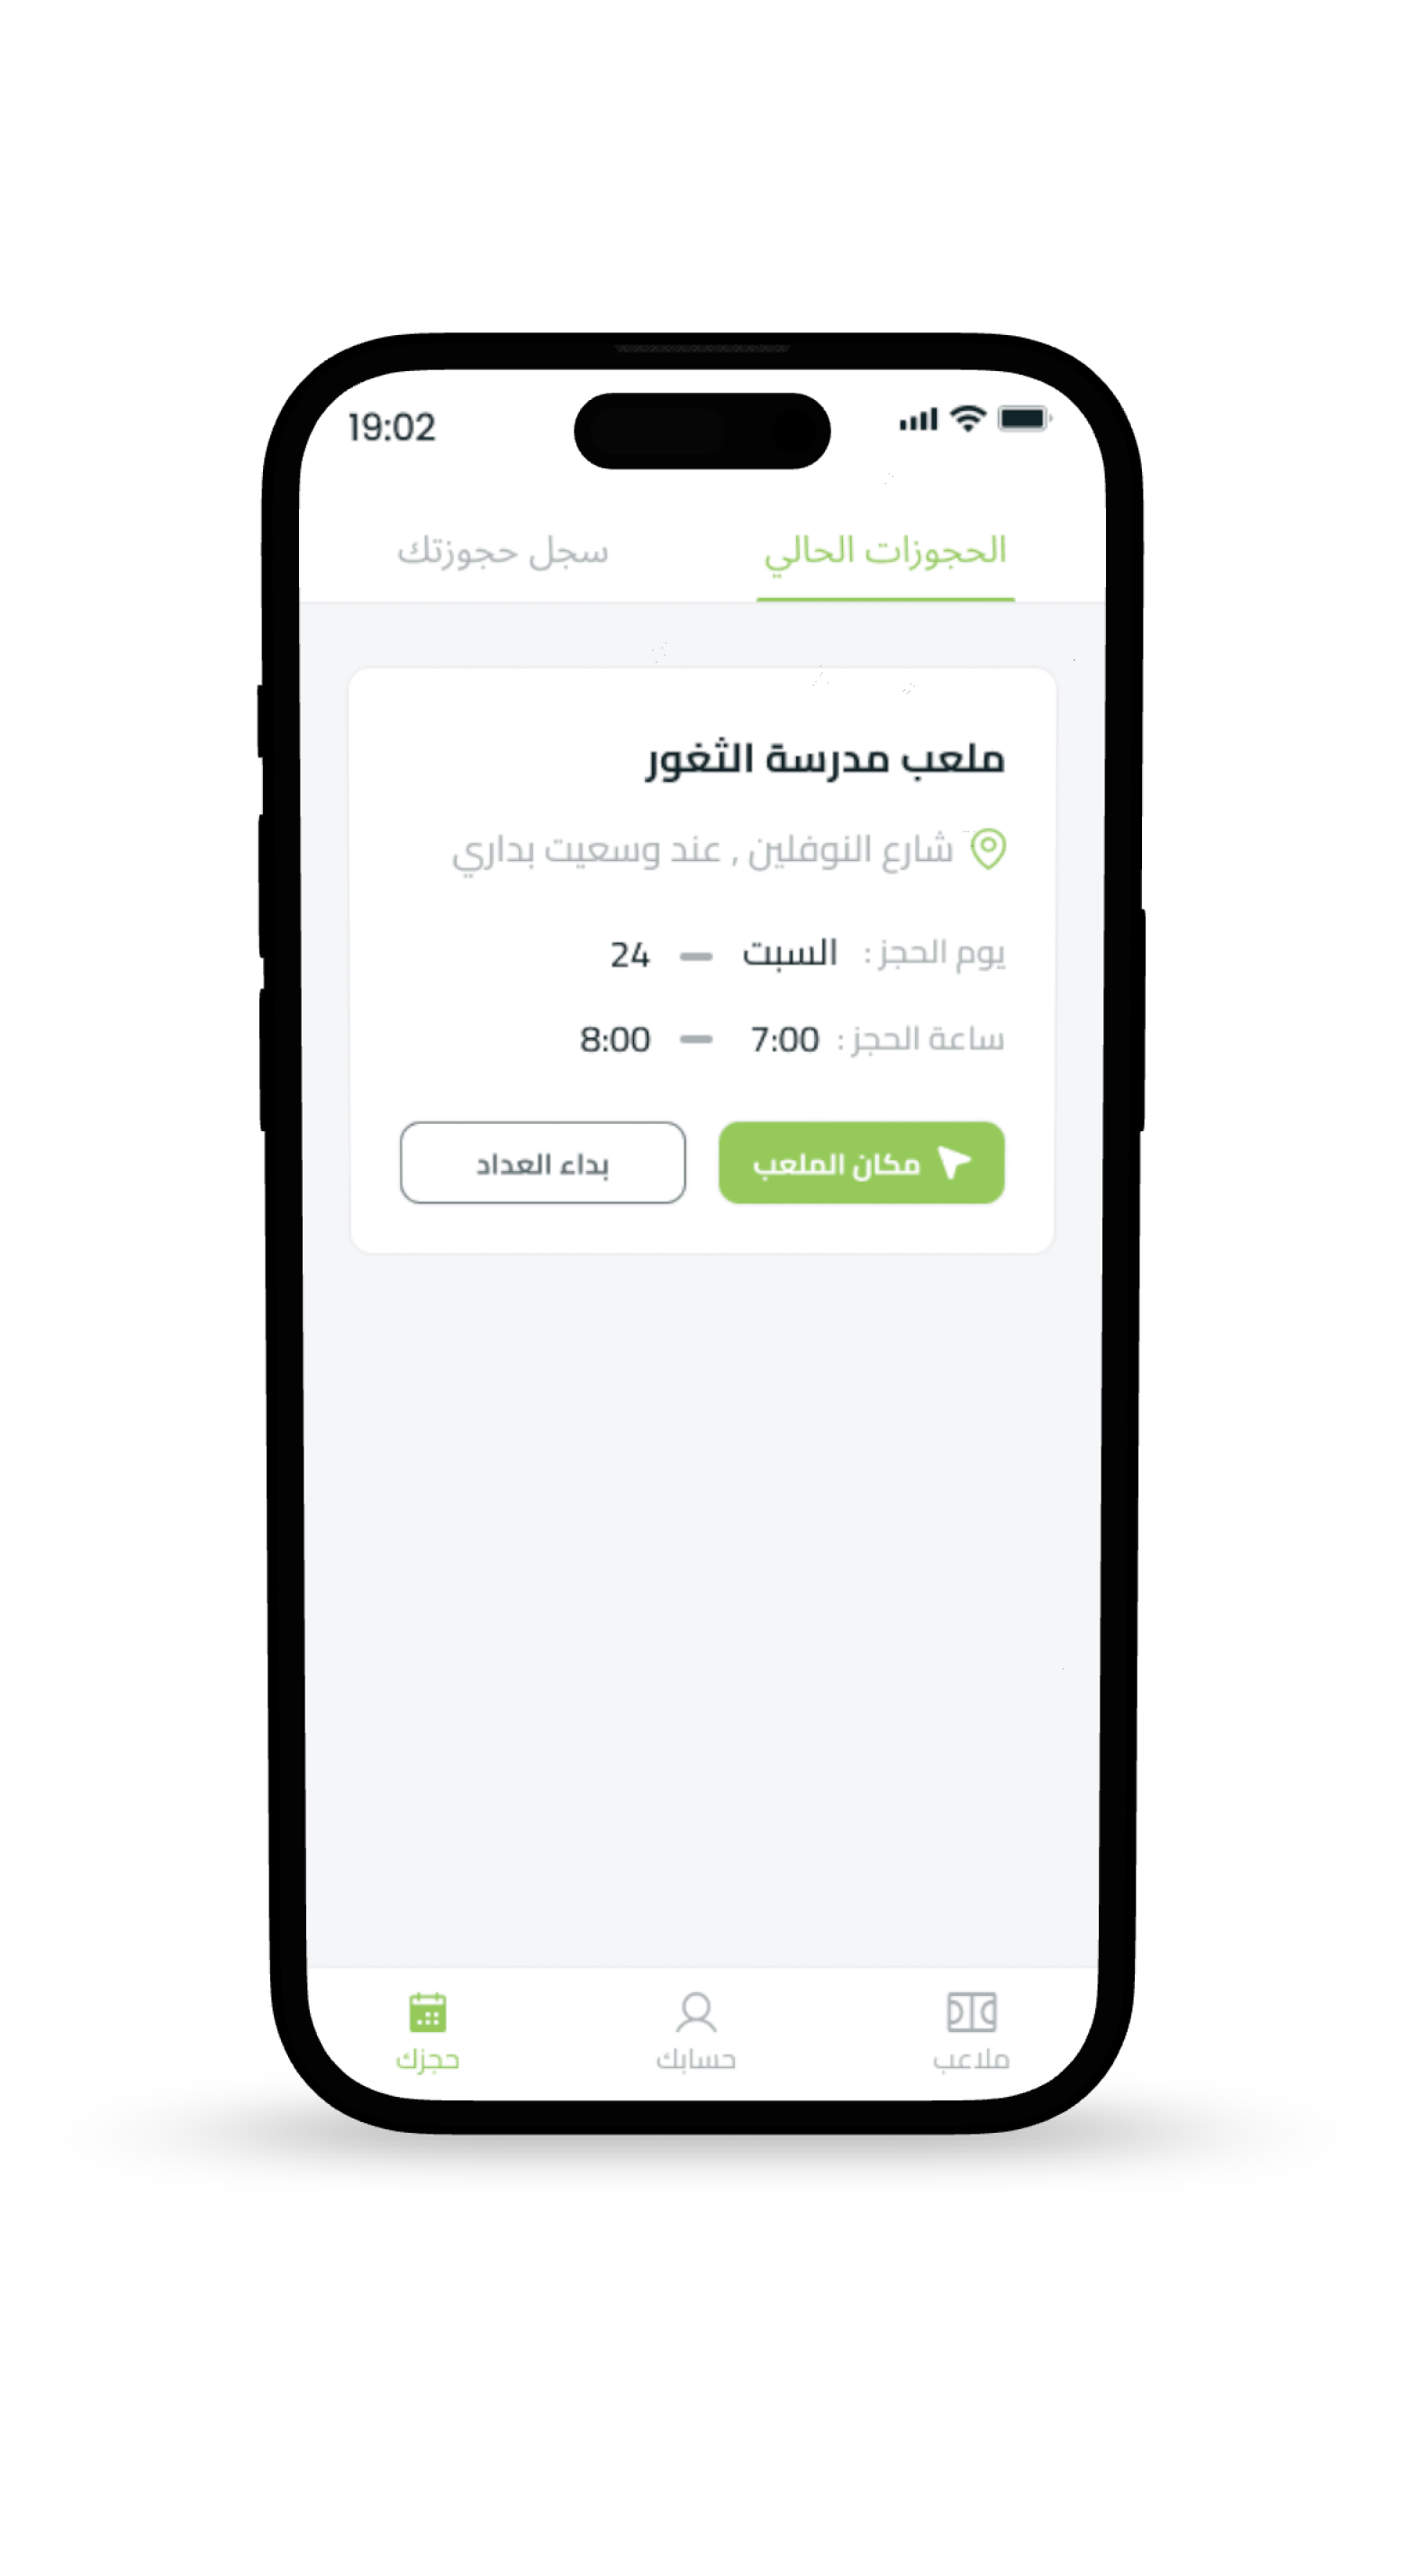 19:02
الحجوزات الحالي
سجل حجوزتك
ملعب مدرسة الثغور
شارع النوفلين , عند وسعيت بداري
يوم الحجز : السبت – 24
ساعة الحجز : 7:00 – 8:00
مكان الملعب
بداء العداد
ملاعب
حسابك
حجزك